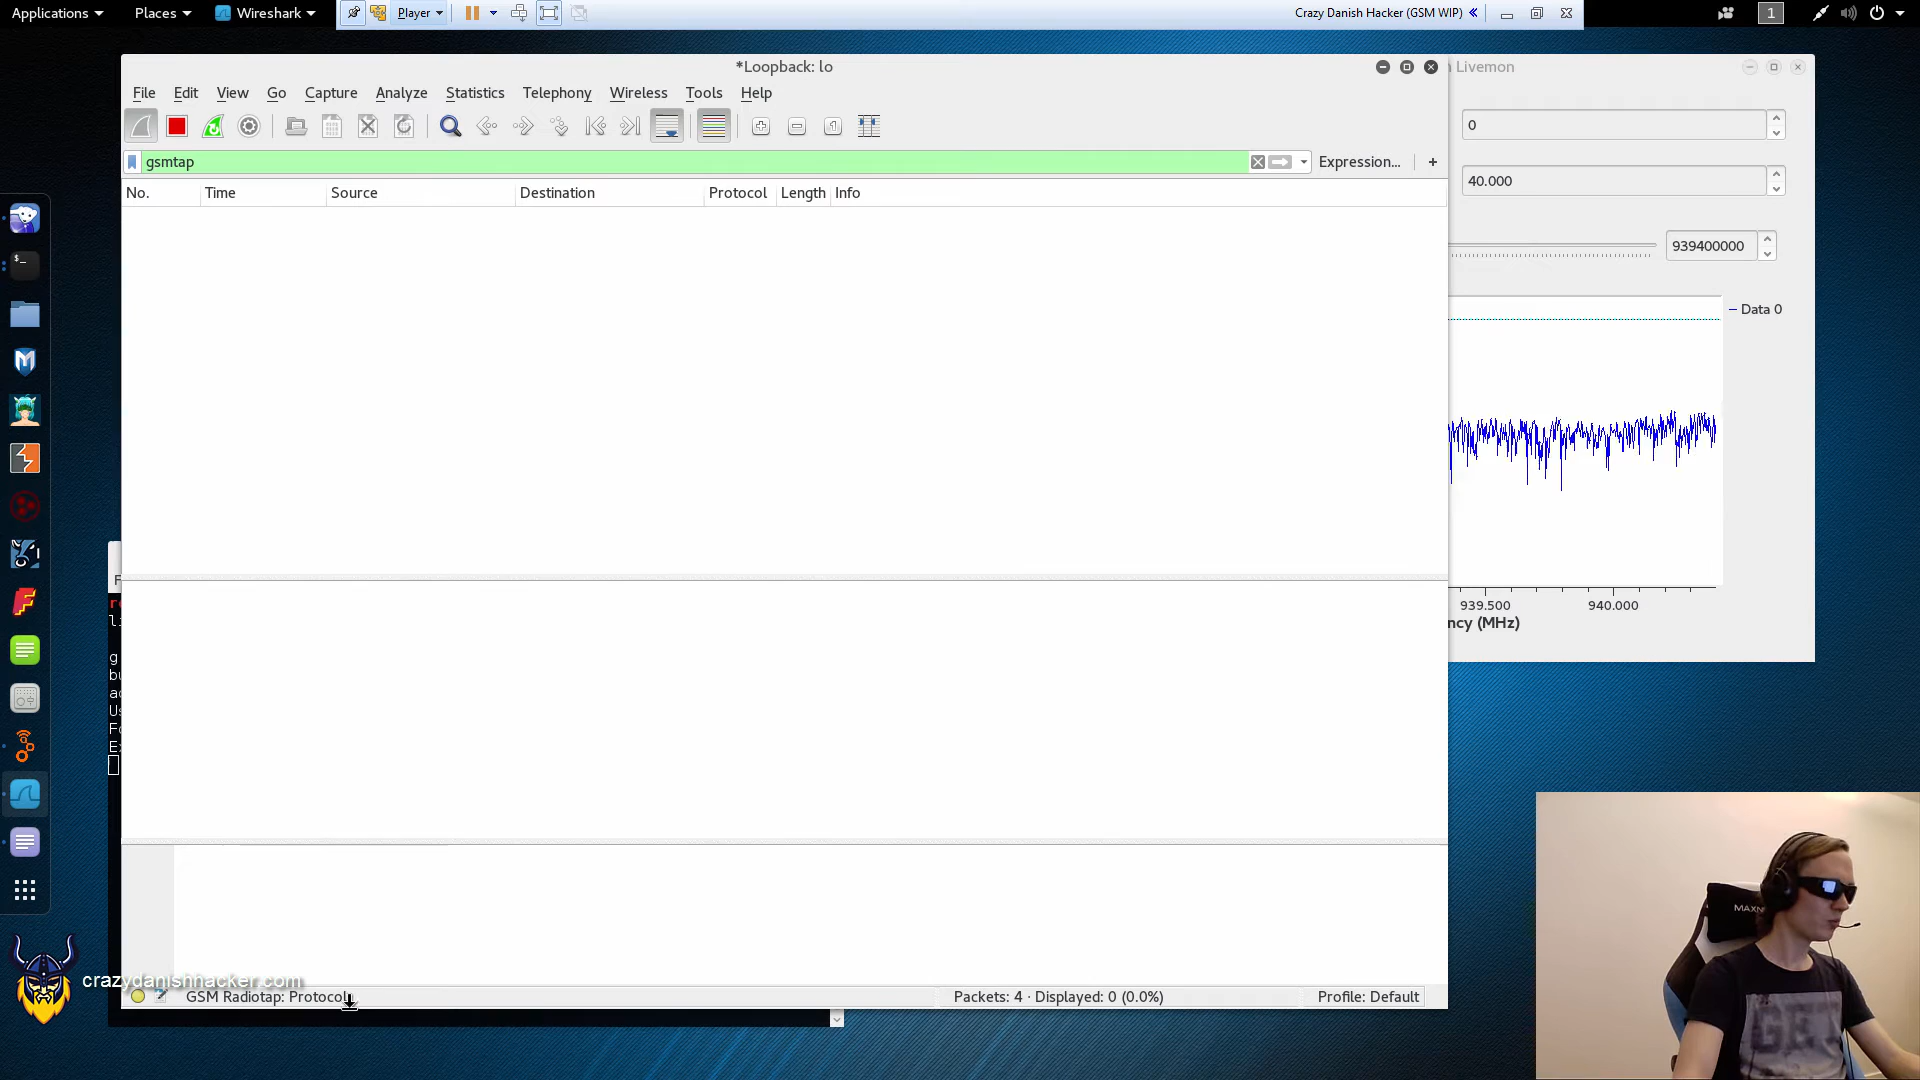 Applications Places Wireshark Player Crazy Danish Hacker (GSM WIP) 1
*Loopback: lo
Livemon
File Edit View Go Capture Analyze Statistics Telephony Wireless Tools Help
0
gsmtap Expression... +
40.000
No. Time Source Destination Protocol Length Info
939400000
Data 0
939.500 940.000
ncy (MHz)
MAXN
crazydanishhacker.com
GSM Radiotap: Protocol Packets: 4 · Displayed: 0 (0.0%) Profile: Default